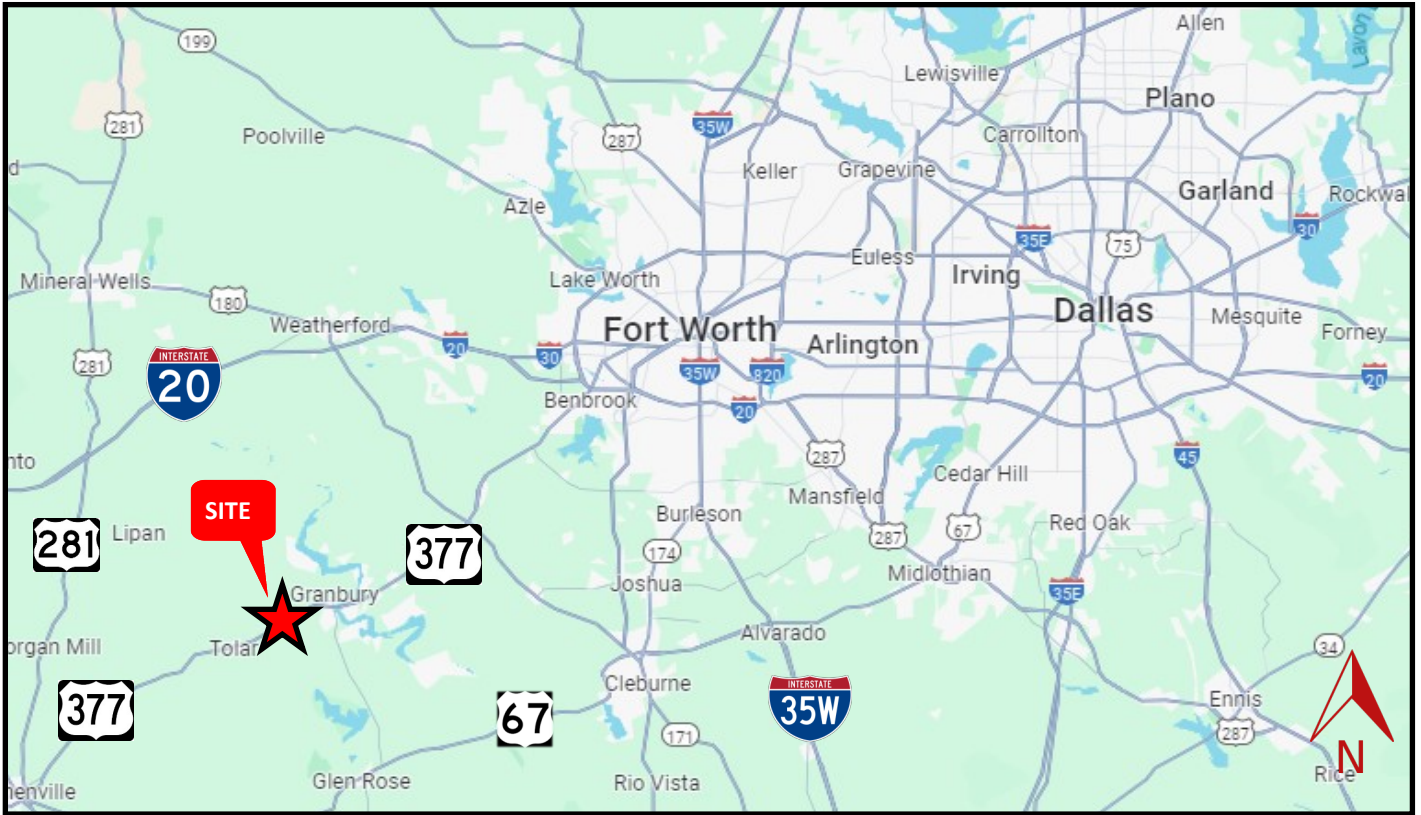 Allen
199
Lavon
Lewisville
Plano
281
35W
Poolville
287
Carrollton
d
Keller
Grapevine
Garland
Rockwal
Azle
30
35E
75
Euless
Irving
Mineral Wells
Lake Worth
180
Dallas
Weatherford
Fort Worth
Mesquite
Forney
20
30
Arlington
281
INTERSTATE
20
35W
820
20
Benbrook
20
287
45
nto
Cedar Hill
Mansfield
SITE
Burleson
Red Oak
281
Lipan
377
174
287
67
Joshua
Midlothian
35E
Granbury
Alvarado
organ Mill
Tolar
34
Cleburne
377
67
INTERSTATE
35W
Ennis
171
287
N
Glen Rose
Rio Vista
Rice
henville